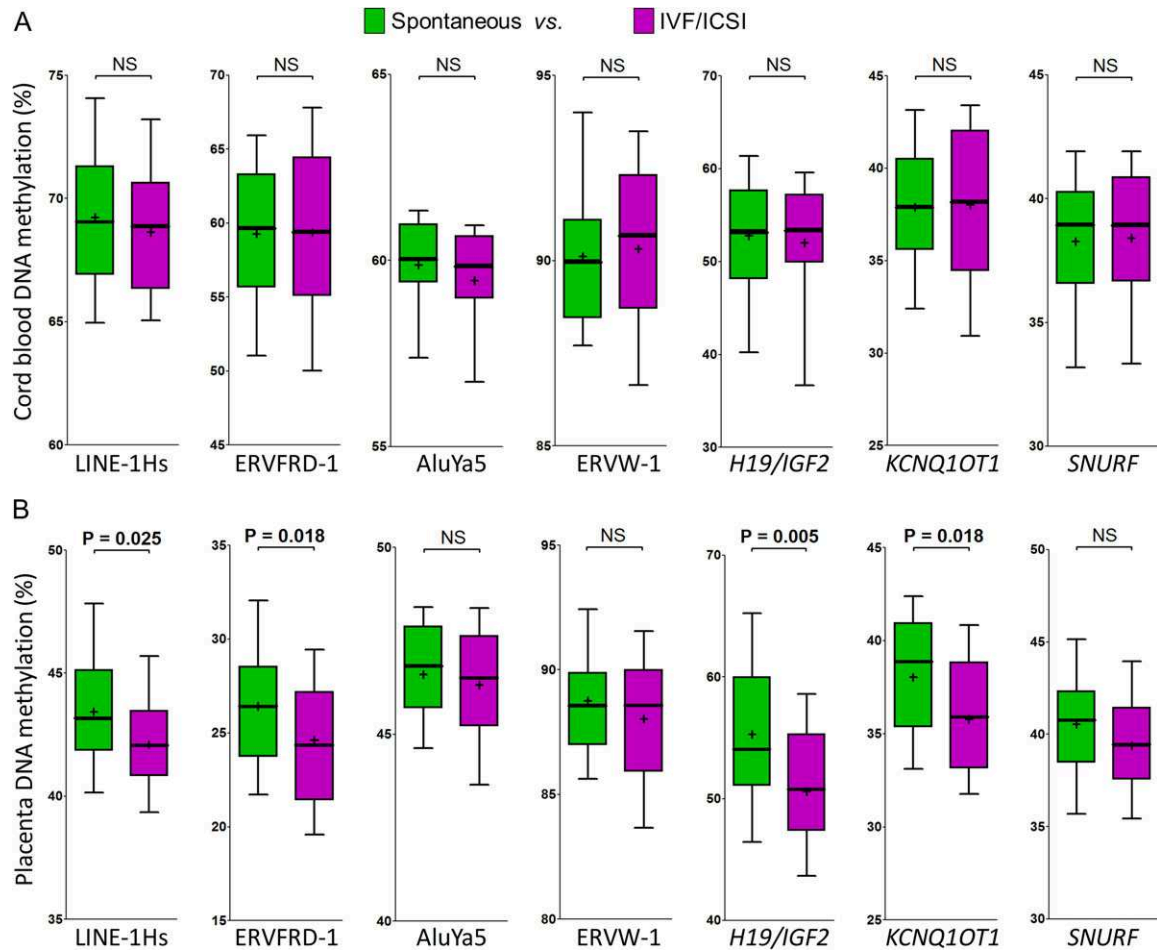 A
Spontaneous vs. IVF/ICSI
Cord blood DNA methylation (%)
NS NS NS NS NS NS NS
75 70 65 95 70 45 45
70 65 60 90 60 40 40
65 60 55 85 50 35 35
60 55 40 30 30
50 30 25
45
LINE-1Hs ERVFRD-1 AluYa5 ERVW-1 H19/IGF2 KCNQ1OT1 SNURF
B
Placenta DNA methylation (%)
P = 0.025 P = 0.018 NS NS P = 0.005 P = 0.018 NS
50 35 50 95 70 45 50
45 31 45 90 60 40 45
40 25 40 85 50 35 40
35 20 80 40 30 35
15 25 30
LINE-1Hs ERVFRD-1 AluYa5 ERVW-1 H19/IGF2 KCNQ1OT1 SNURF